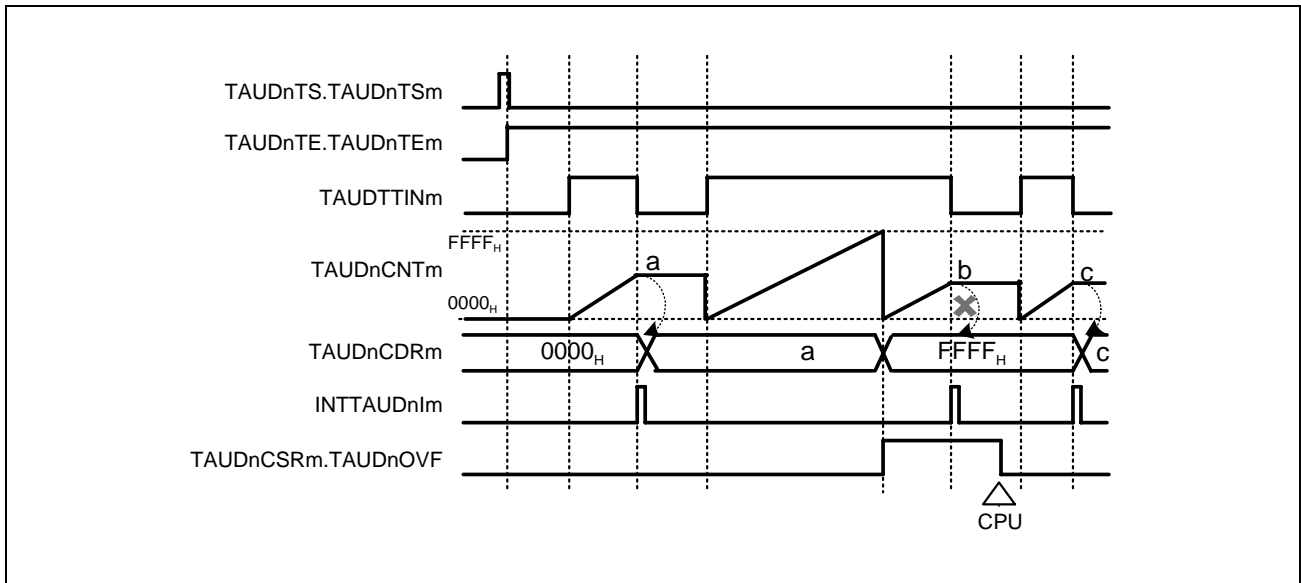 TAUDnTS.TAUDnTSm
TAUDnTE.TAUDnTEm
TAUDTTINm
FFFFH
TAUDnCNTm
a
b
c
0000H
TAUDnCDRm
0000H
a
FFFFH
c
INTTAUDnIm
TAUDnCSRm.TAUDnOVF
CPU